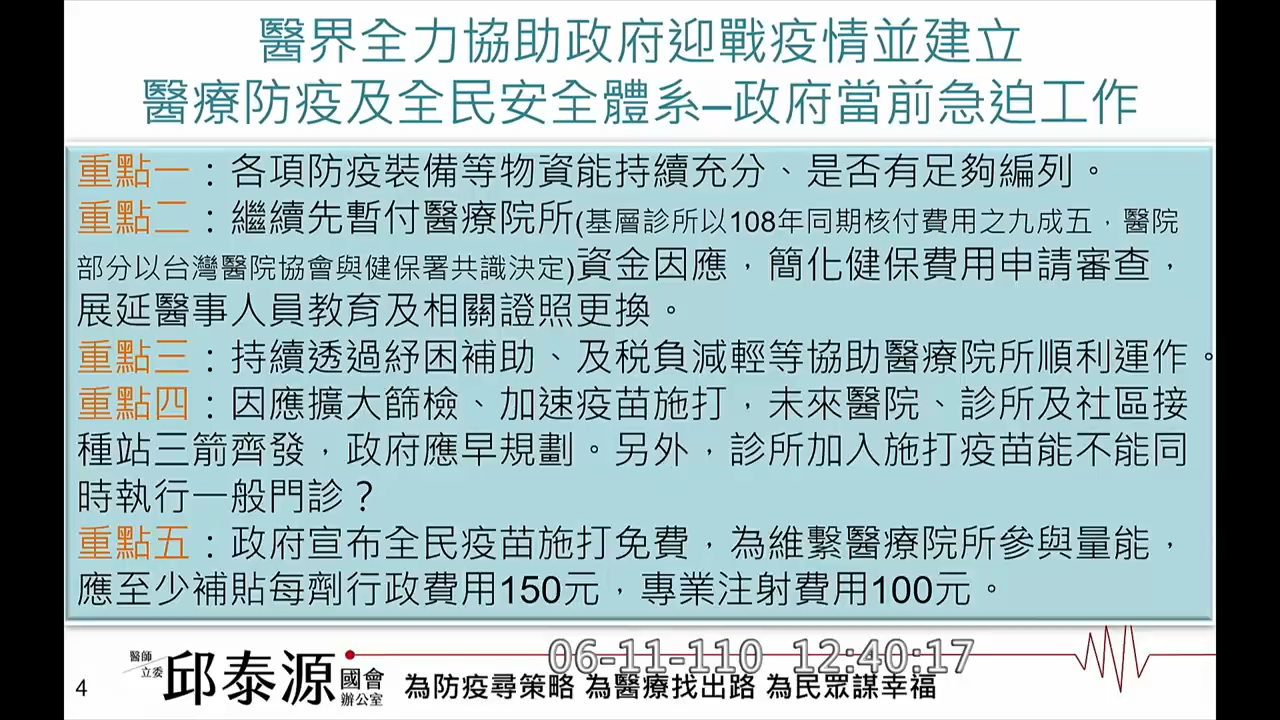 醫界全力協助政府迎戰疫情並建立
醫療防疫及全民安全體系–政府當前急迫工作
重點一：各項防疫裝備等物資能持續充分、是否有足夠編列。
重點二：繼續先暫付醫療院所(基層診所以108年同期核付費用之九成五，醫院
部分以台灣醫院協會與健保署共識決定)資金因應，簡化健保費用申請審查，
展延醫事人員教育及相關證照更換。
重點三：持續透過紓困補助、及税負減輕等協助醫療院所順利運作。
重點四：因應擴大篩檢、加速疫苗施打，未來醫院、診所及社區接
種站三箭齊發，政府應早規劃。另外，診所加入施打疫苗能不能同
時執行一般門診？
重點五：政府宣布全民疫苗施打免費，為維繫醫療院所參與量能，
應至少補貼每劑行政費用150元，專業注射費用100元。
06-11-110 12:40:17
醫師
立委
邱泰源
國會
辦公室
為防疫尋策略 為醫療找出路 為民眾謀幸福
4